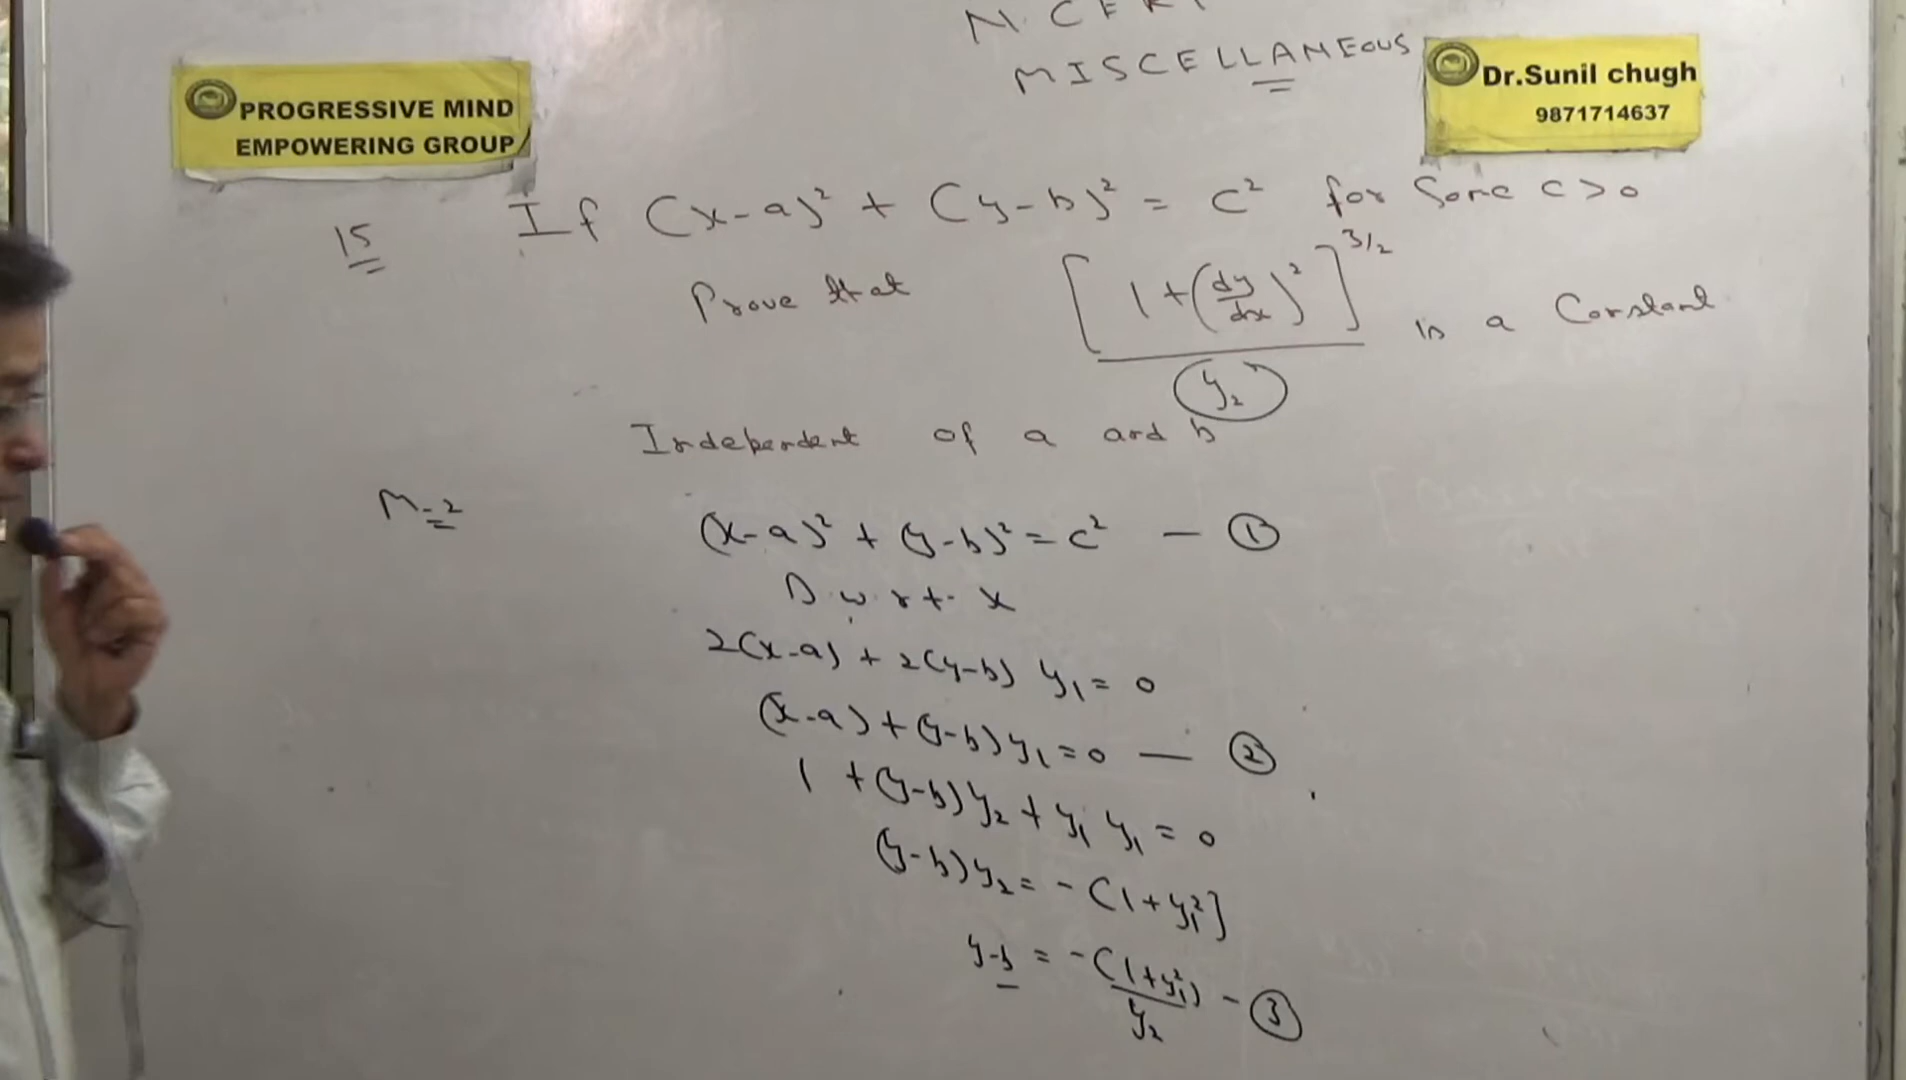 N. CER
MISCELLANEOUS
PROGRESSIVE MIND
EMPOWERING GROUP
Dr.Sunil chugh
9871714637
15 If (x-a)² + (y-b)² = c² for Some c>0
Prove that [1+(dy/dx)²]^3/2 / y₂ is a Constant
Independent of a and b
M-2
(x-a)² + (y-b)² = c² — ①
D w r t x
2(x-a) + 2(y-b) y₁ = 0
(x-a) + (y-b) y₁ = 0 — ②
1 + (y-b) y₂ + y₁ y₁ = 0
(y-b) y₂ = - (1 + y₁²]
y-b = -(1+y₁²)/y₂ - ③